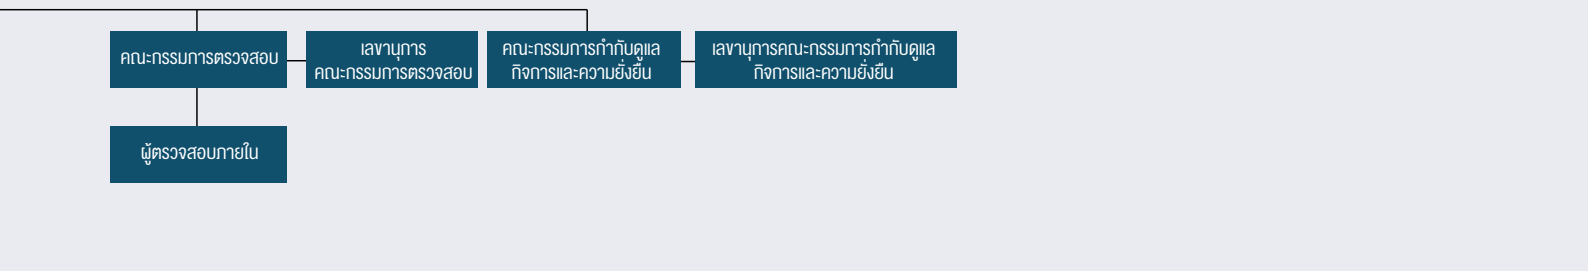 คณะกรรมการตรวจสอบ
เลขานุการ
คณะกรรมการตรวจสอบ
คณะกรรมการกำกับดูแล
กิจการและความยั่งยืน
เลขานุการคณะกรรมการกำกับดูแล
กิจการและความยั่งยืน
ผู้ตรวจสอบภายใน